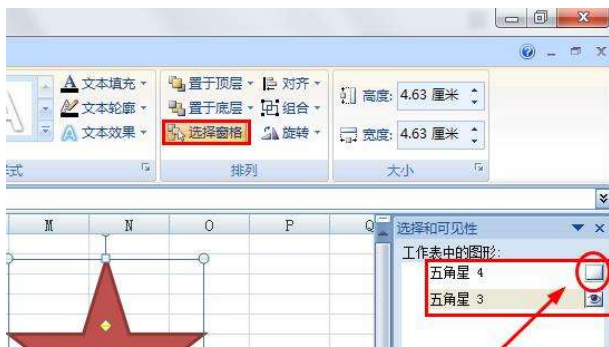 文本填充 置于顶层 对齐
文本轮廓 置于底层 组合 高度: 4.63 厘米
文本效果 选择窗格 旋转 宽度: 4.63 厘米
式 排列 大小
M N O P Q 选择和可见性
工作表中的图形:
五角星 4
五角星 3